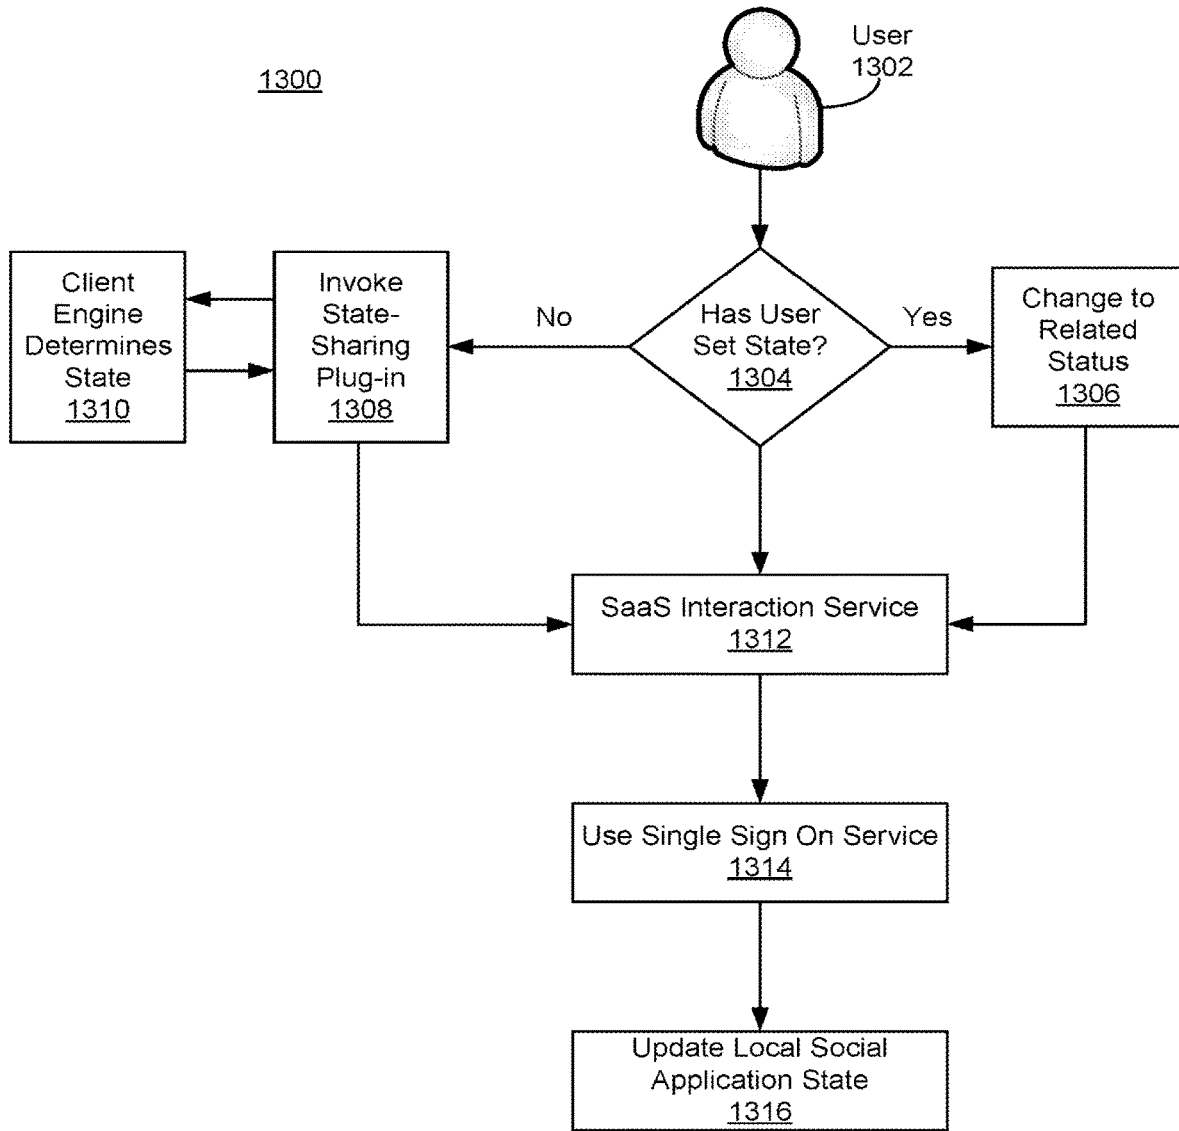 User
1302
1300
Client
Engine
Determines
State
1310
Invoke
State-
Sharing
Plug-in
1308
No
Has User
Set State?
1304
Yes
Change to
Related
Status
1306
SaaS Interaction Service
1312
Use Single Sign On Service
1314
Update Local Social
Application State
1316